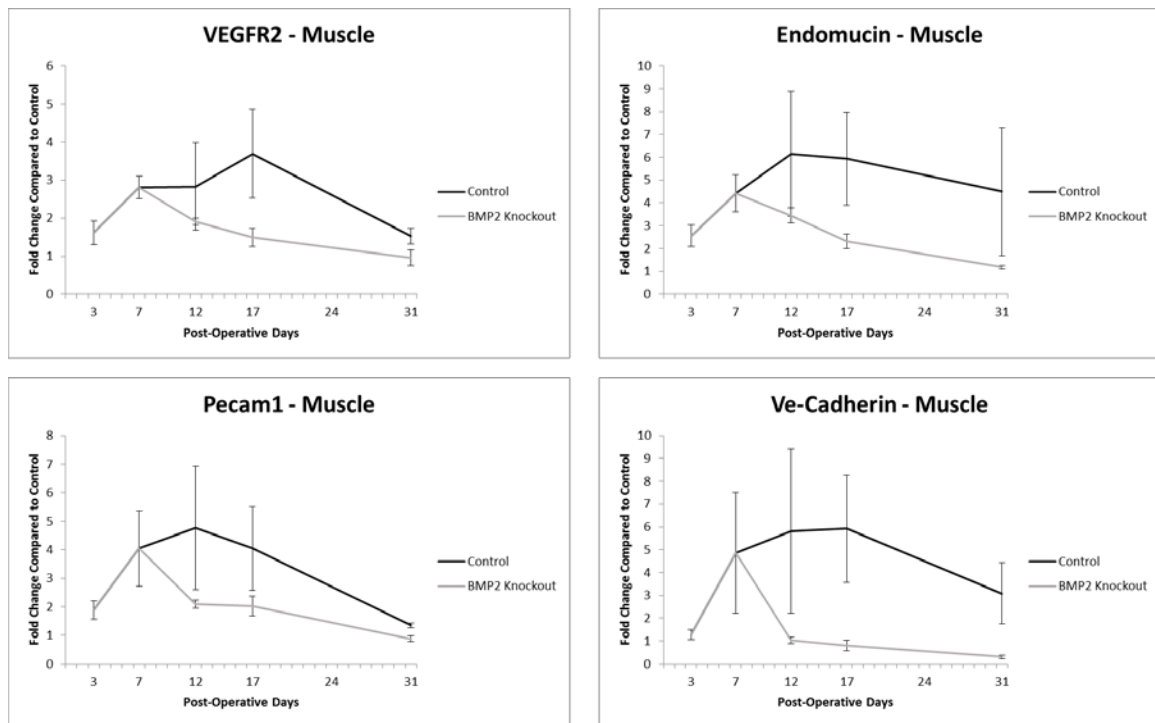 VEGFR2 - Muscle
Fold Change Compared to Control
6
5
4
3
2
1
0
3 7 12 17 24 31
Post-Operative Days
Control
BMP2 Knockout
Endomucin - Muscle
Fold Change Compared to Control
10
9
8
7
6
5
4
3
2
1
0
3 7 12 17 24 31
Post-Operative Days
Control
BMP2 Knockout
Pecam1 - Muscle
Fold Change Compared to Control
8
7
6
5
4
3
2
1
0
3 7 12 17 24 31
Post-Operative Days
Control
BMP2 Knockout
Ve-Cadherin - Muscle
Fold Change Compared to Control
10
9
8
7
6
5
4
3
2
1
0
3 7 12 17 24 31
Post-Operative Days
Control
BMP2 Knockout